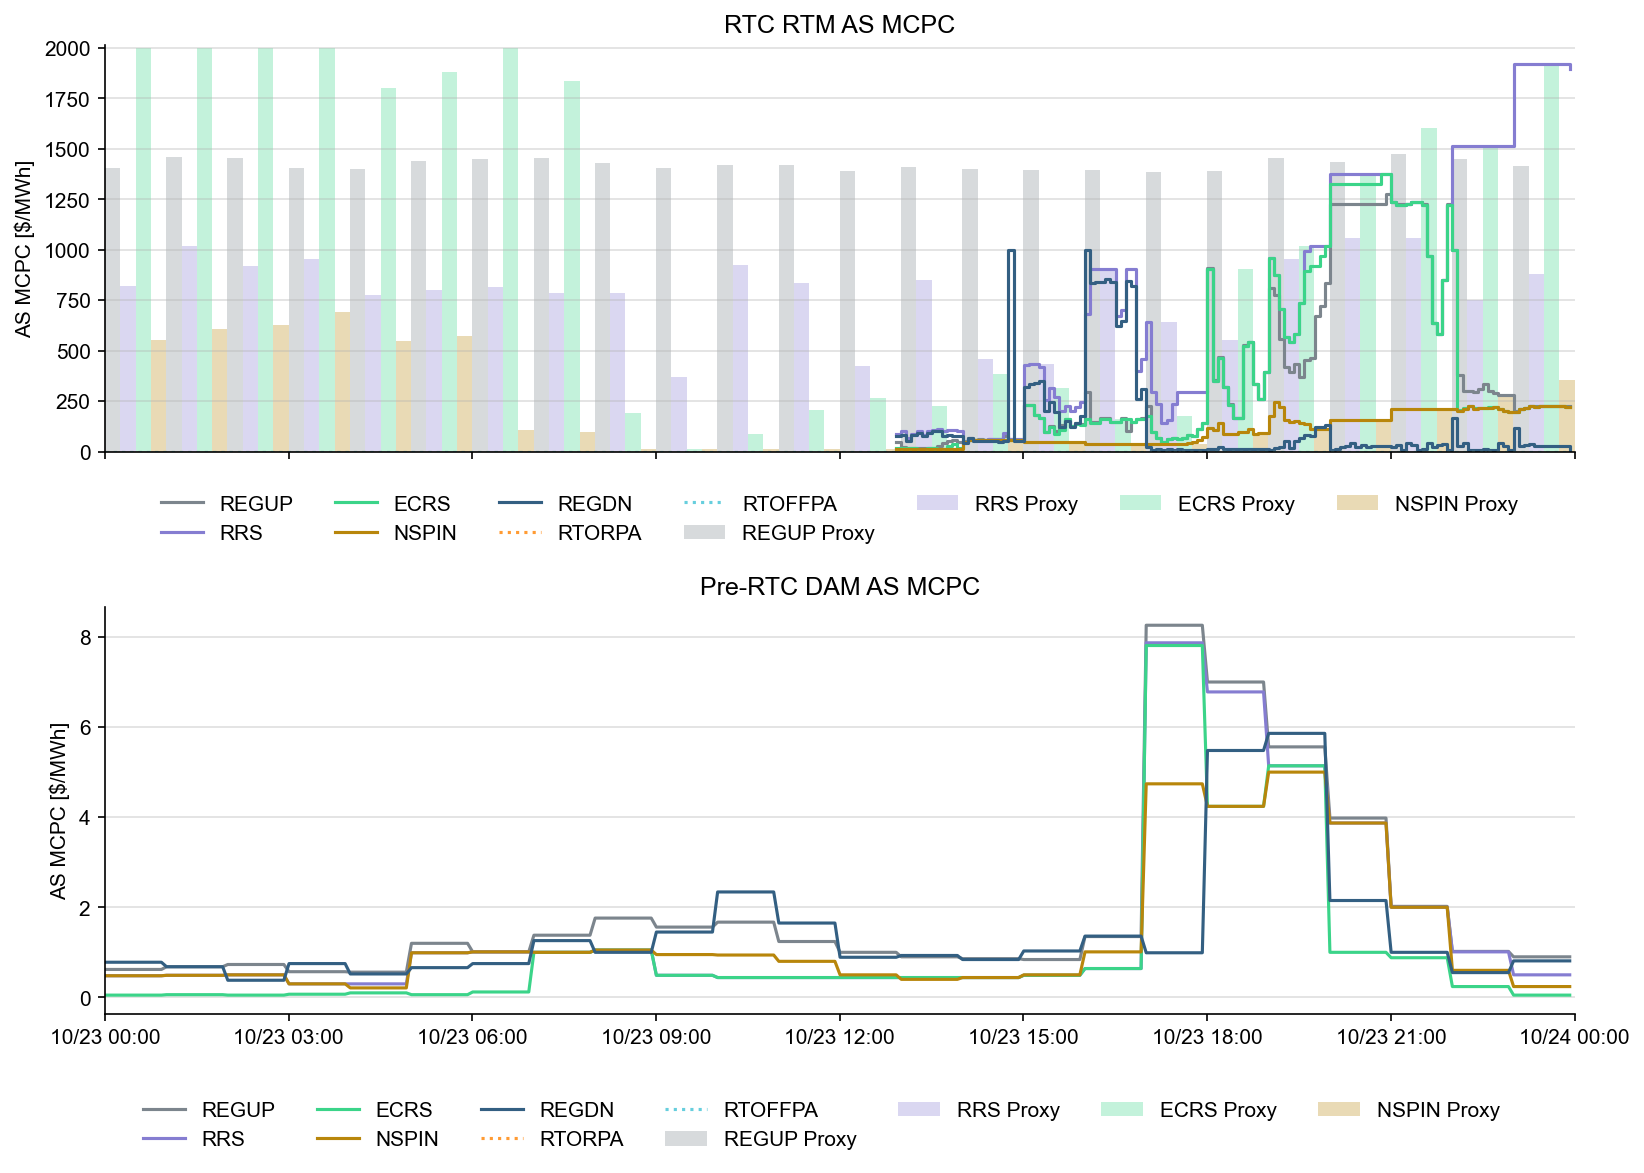 RTC RTM AS MCPC
AS MCPC [$/MWh]
2000
1750
1500
1250
1000
750
500
250
0
REGUP ECRS REGDN RTOFFPA RRS Proxy ECRS Proxy NSPIN Proxy
RRS NSPIN RTORPA REGUP Proxy
Pre-RTC DAM AS MCPC
AS MCPC [$/MWh]
8
6
4
2
0
10/23 00:00 10/23 03:00 10/23 06:00 10/23 09:00 10/23 12:00 10/23 15:00 10/23 18:00 10/23 21:00 10/24 00:00
REGUP ECRS REGDN RTOFFPA RRS Proxy ECRS Proxy NSPIN Proxy
RRS NSPIN RTORPA REGUP Proxy